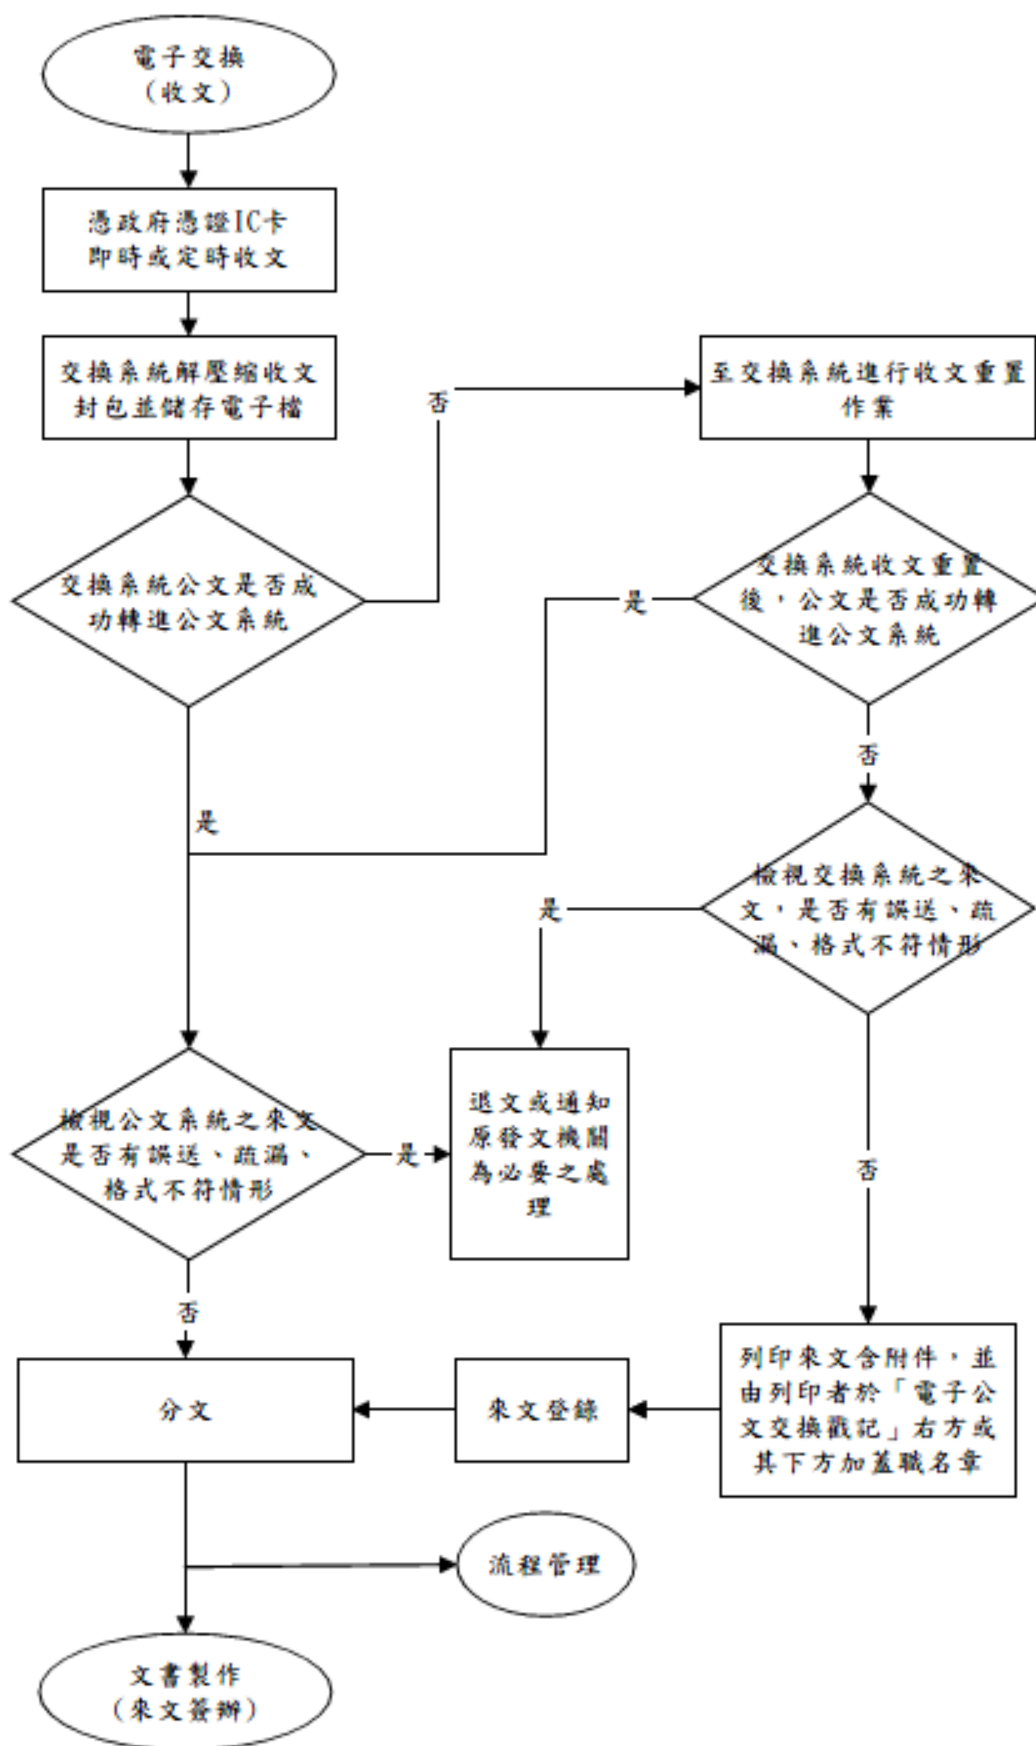 電子交換
(收文)
憑政府憑證IC卡
即時或定時收文
交換系統解壓縮收文
封包並儲存電子檔
否
至交換系統進行收文重置
作業
交換系統公文是否成
功轉進公文系統
是
交換系統收文重置
後，公文是否成功轉
進公文系統
否
是
檢視交換系統之來
文，是否有誤送、疏
漏、格式不符情形
是
檢視公文系統之來文
是否有誤送、疏漏、
格式不符情形
是
退文或通知
原發文機關
為必要之處
理
否
否
分文
來文登錄
列印來文含附件，並
由列印者於「電子公
文交換戳記」右方或
其下方加蓋職名章
流程管理
文書製作
(來文簽辦)